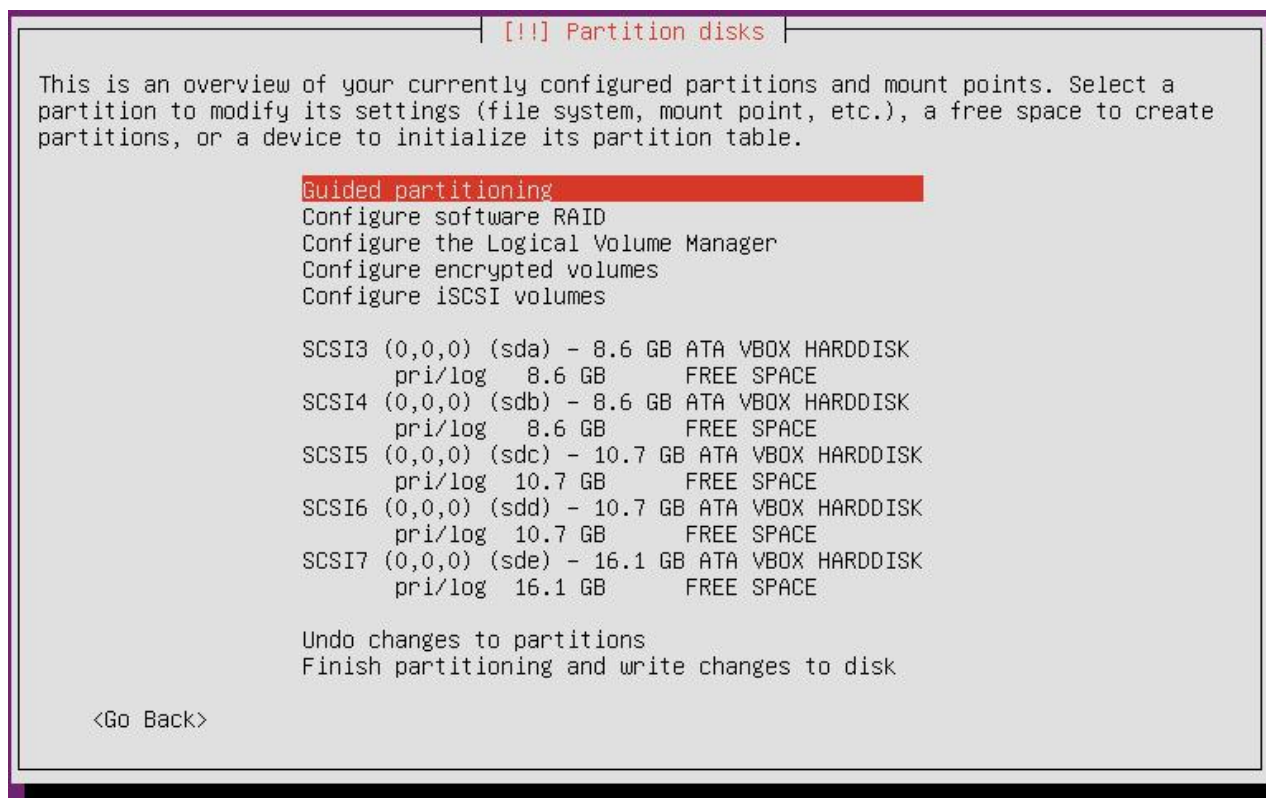 [!!] Partition disks
This is an overview of your currently configured partitions and mount points. Select a
partition to modify its settings (file system, mount point, etc.), a free space to create
partitions, or a device to initialize its partition table.
Guided partitioning
Configure software RAID
Configure the Logical Volume Manager
Configure encrypted volumes
Configure iSCSI volumes
SCSI3 (0,0,0) (sda) - 8.6 GB ATA VBOX HARDDISK
pri/log 8.6 GB FREE SPACE
SCSI4 (0,0,0) (sdb) - 8.6 GB ATA VBOX HARDDISK
pri/log 8.6 GB FREE SPACE
SCSI5 (0,0,0) (sdc) - 10.7 GB ATA VBOX HARDDISK
pri/log 10.7 GB FREE SPACE
SCSI6 (0,0,0) (sdd) - 10.7 GB ATA VBOX HARDDISK
pri/log 10.7 GB FREE SPACE
SCSI7 (0,0,0) (sde) - 16.1 GB ATA VBOX HARDDISK
pri/log 16.1 GB FREE SPACE
Undo changes to partitions
Finish partitioning and write changes to disk
<Go Back>